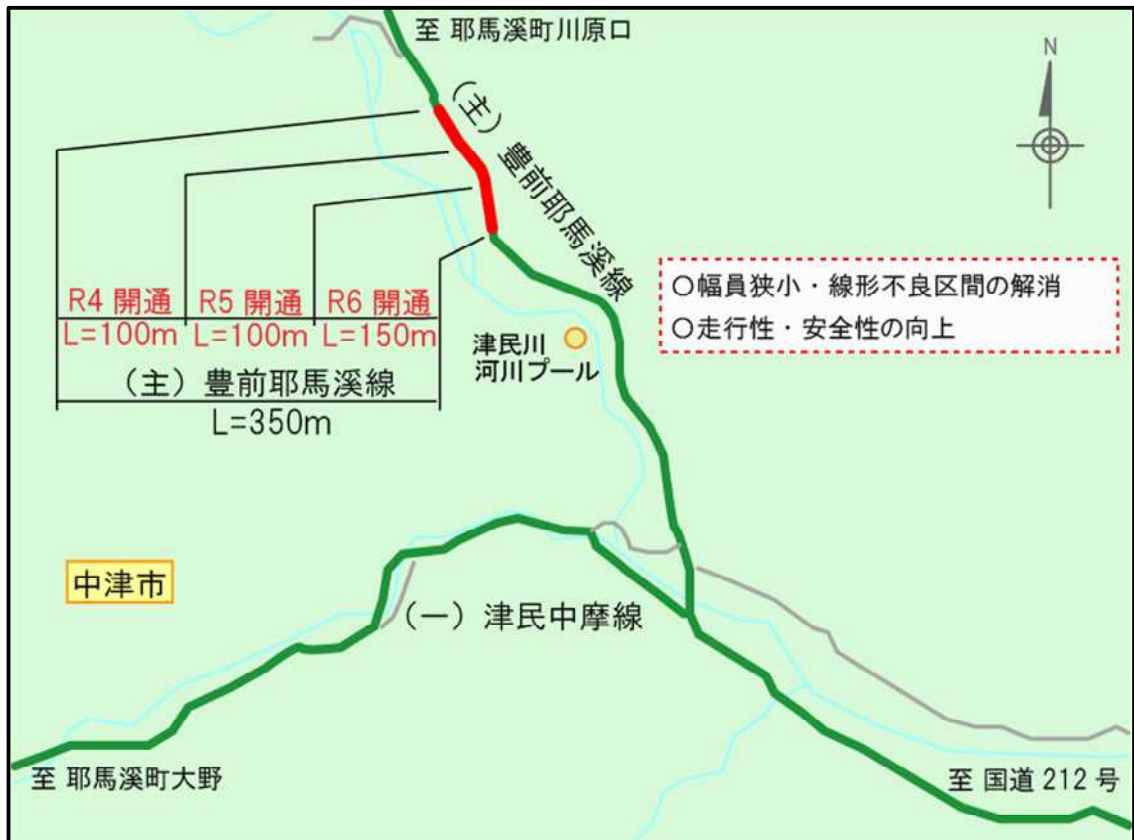 至 耶馬溪町川原口
N
(主)豊前耶馬溪線
R4 開通 R5 開通 R6 開通
L=100m L=100m L=150m
(主)豊前耶馬溪線
L=350m
○幅員狭小・線形不良区間の解消
○走行性・安全性の向上
津民川
河川プール
中津市
(一)津民中摩線
至 耶馬溪町大野
至 国道 212 号